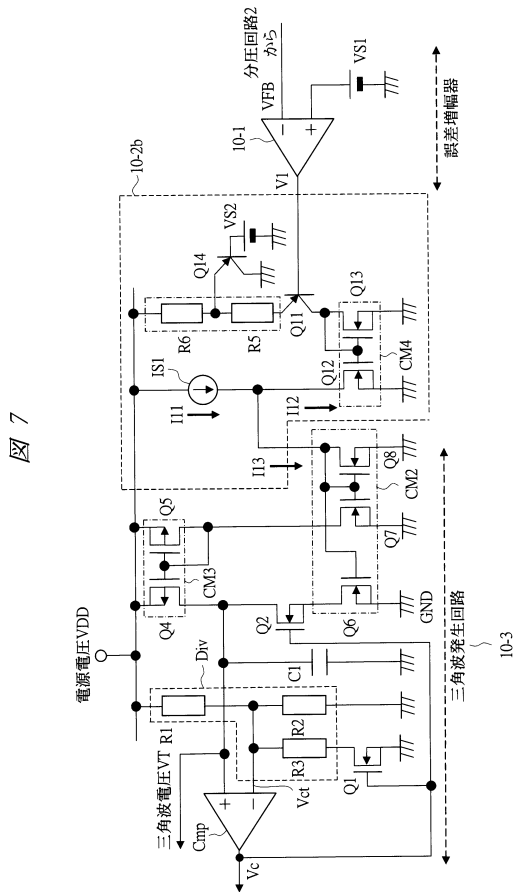 図 7
電源電圧VDD
三角波電圧VT
Cmp
Vc
Vct
R1
Div
R2
R3
Q1
C1
Q2
Q4
Q5
CM3
Q6
GND
Q7
Q8
CM2
I13
I11
IS1
I12
Q12
Q13
CM4
R6
R5
Q11
Q14
VS2
10-2b
V1
10-1
VFB
分圧回路2
から
VS1
誤差増幅器
三角波発生回路
10-3